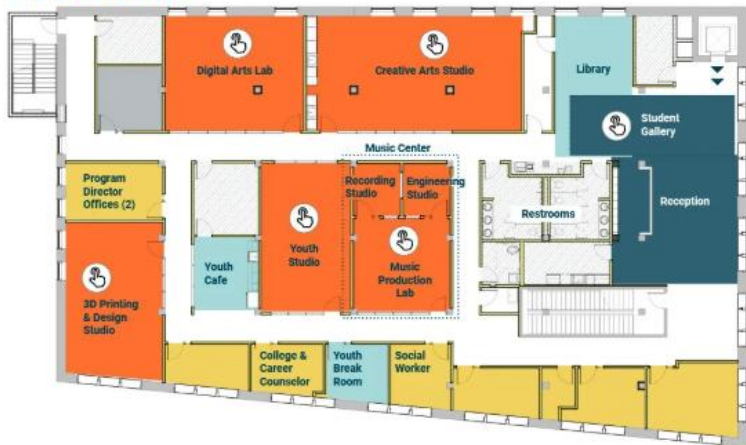 Digital Arts Lab
Creative Arts Studio
Library
Student
Gallery
Music Center
Program
Director
Offices (2)
Recording
Studio
Engineering
Studio
Restrooms
Reception
Youth
Studio
Youth
Cafe
Music
Production
Lab
3D Printing
& Design
Studio
College &
Career
Counselor
Youth
Break
Room
Social
Worker